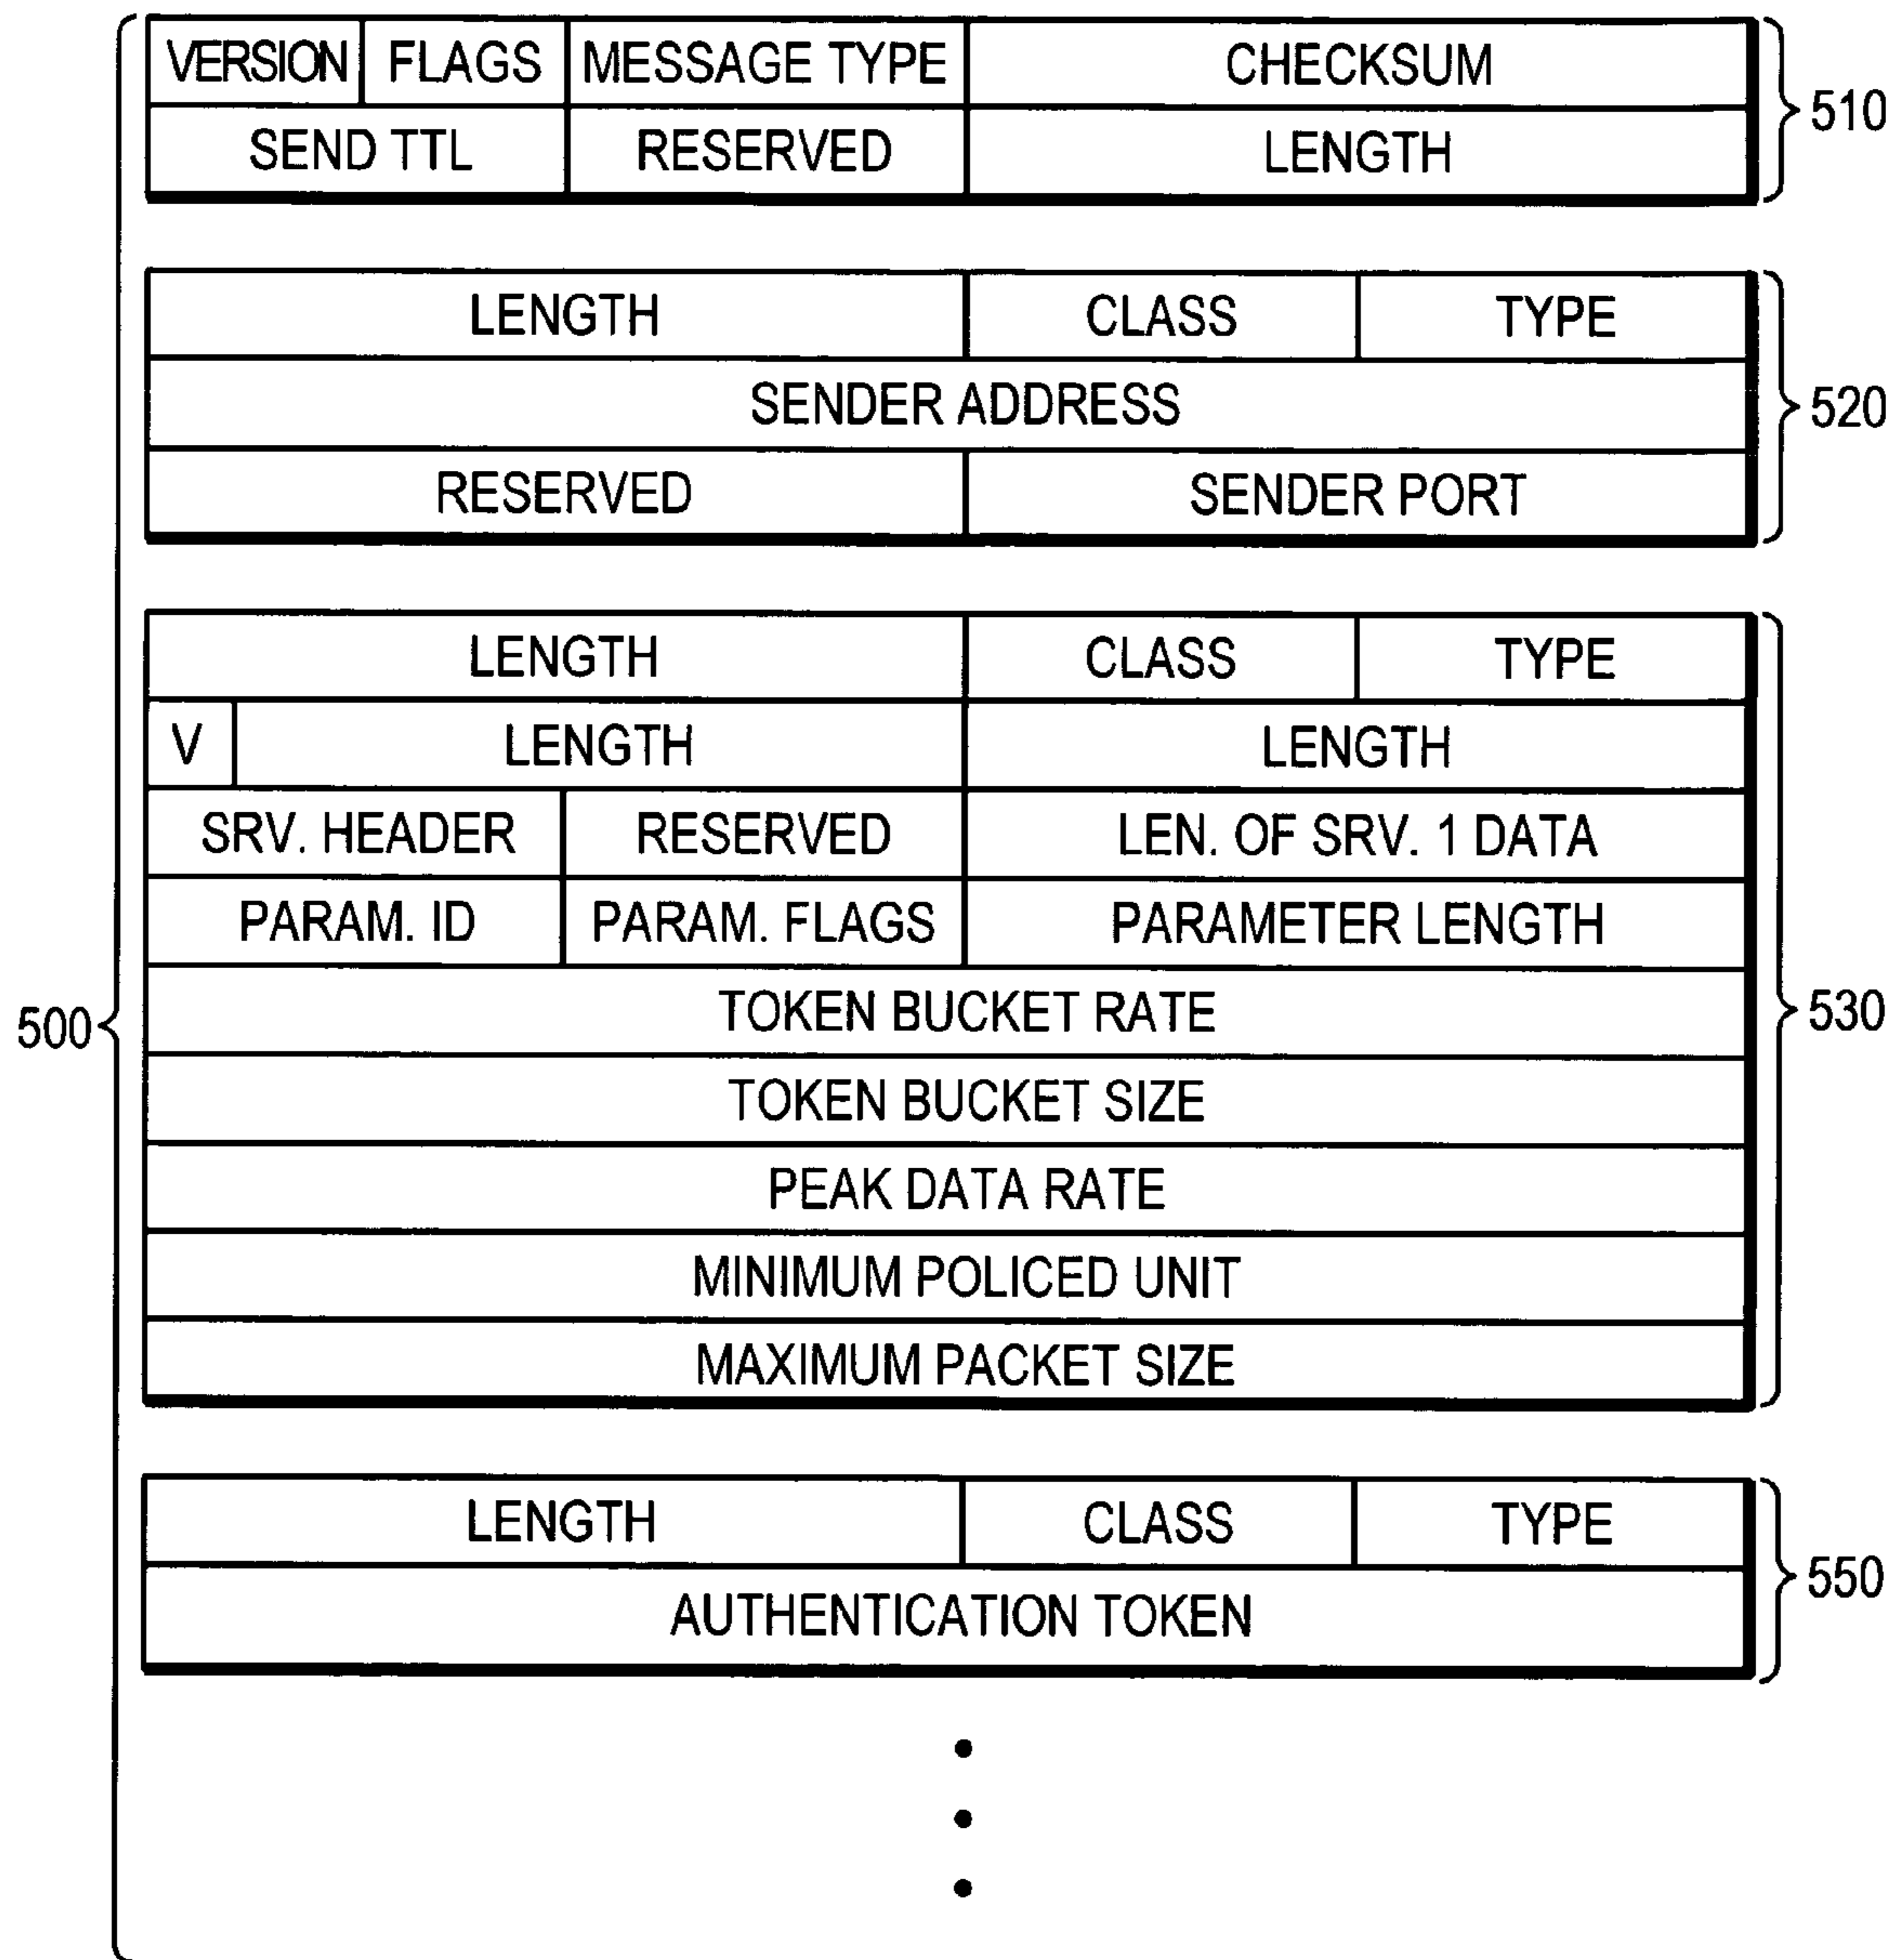 VERSION FLAGS MESSAGE TYPE CHECKSUM
SEND TTL RESERVED LENGTH
510
LENGTH CLASS TYPE
SENDER ADDRESS
520
RESERVED SENDER PORT
LENGTH CLASS TYPE
V LENGTH LENGTH
SRV. HEADER RESERVED LEN. OF SRV. 1 DATA
PARAM. ID PARAM. FLAGS PARAMETER LENGTH
TOKEN BUCKET RATE
500
530
TOKEN BUCKET SIZE
PEAK DATA RATE
MINIMUM POLICED UNIT
MAXIMUM PACKET SIZE
LENGTH CLASS TYPE
550
AUTHENTICATION TOKEN